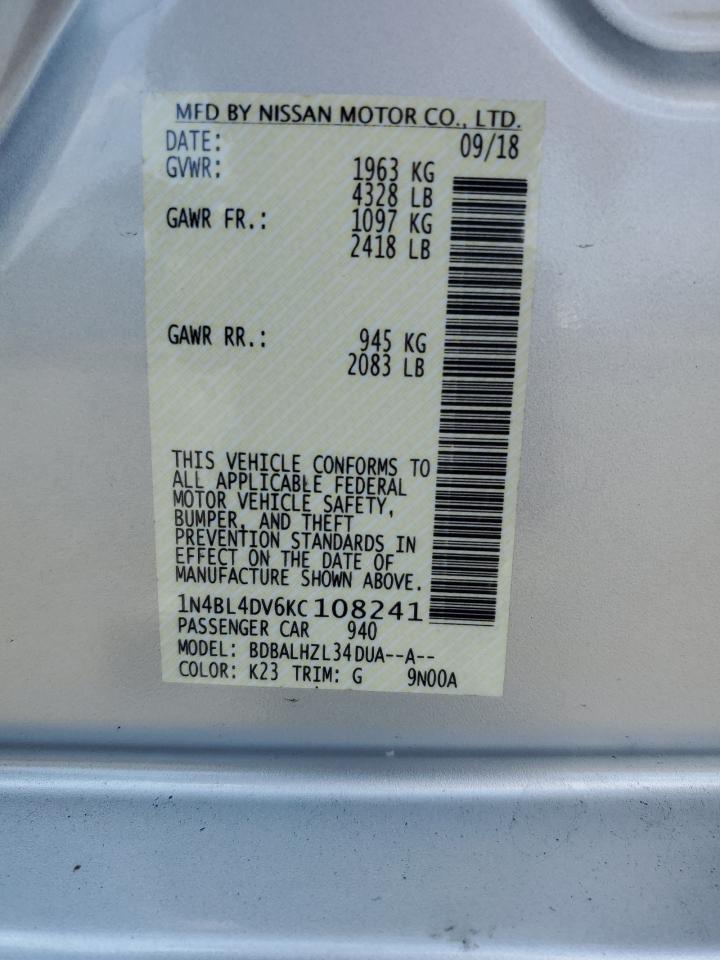 MFD BY NISSAN MOTOR CO., LTD.
DATE: 09/18
GVWR: 1963 KG
4328 LB
GAWR FR.: 1097 KG
2418 LB
GAWR RR.: 945 KG
2083 LB
THIS VEHICLE CONFORMS TO
ALL APPLICABLE FEDERAL
MOTOR VEHICLE SAFETY,
BUMPER, AND THEFT
PREVENTION STANDARDS IN
EFFECT ON THE DATE OF
MANUFACTURE SHOWN ABOVE.
1N4BL4DV6KC108241
PASSENGER CAR 940
MODEL: BDBALHZL34DUA--A--
COLOR: K23 TRIM: G 9N00A